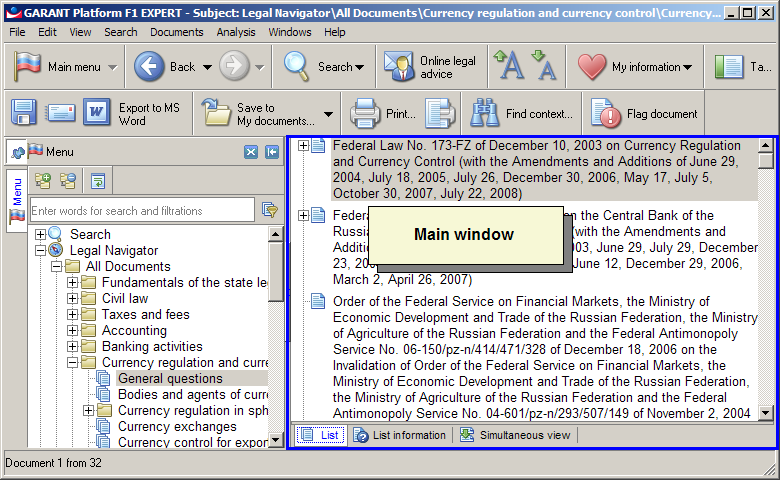 GARANT Platform F1 EXPERT - Subject: Legal Navigator\All Documents\Currency regulation and currency control\Currency...
File Edit View Search Documents Analysis Windows Help
Main menu Back Search Online legal advice My information Ta...
Export to MS Word Save to My documents... Print... Find context... Flag document
Menu
Menu
Enter words for search and filtrations
Search
Legal Navigator
All Documents
Fundamentals of the state le
Civil law
Taxes and fees
Accounting
Banking activities
Currency regulation and curre
General questions
Bodies and agents of curr
Currency regulation in sph
Currency exchanges
Currency control for expor
Federal Law No. 173-FZ of December 10, 2003 on Currency Regulation
and Currency Control (with the Amendments and Additions of June 29,
2004, July 18, 2005, July 26, December 30, 2006, May 17, July 5,
October 30, 2007, July 22, 2008)
Federa on the Central Bank of the
Russia (with the Amendments and
Additi 003, June 29, July 29, December
23, 200 June 12, December 29, 2006,
March 2, April 26, 2007)
Main window
Order of the Federal Service on Financial Markets, the Ministry of
Economic Development and Trade of the Russian Federation, the Ministry
of Agriculture of the Russian Federation and the Federal Antimonopoly
Service No. 06-150/pz-n/414/471/328 of December 18, 2006 on the
Invalidation of Order of the Federal Service on Financial Markets, the
Ministry of Economic Development and Trade of the Russian Federation,
the Ministry of Agriculture of the Russian Federation and the Federal
Antimonopoly Service No. 04-601/pz-n/293/507/149 of November 2, 2004
List List information Simultaneous view
Document 1 from 32